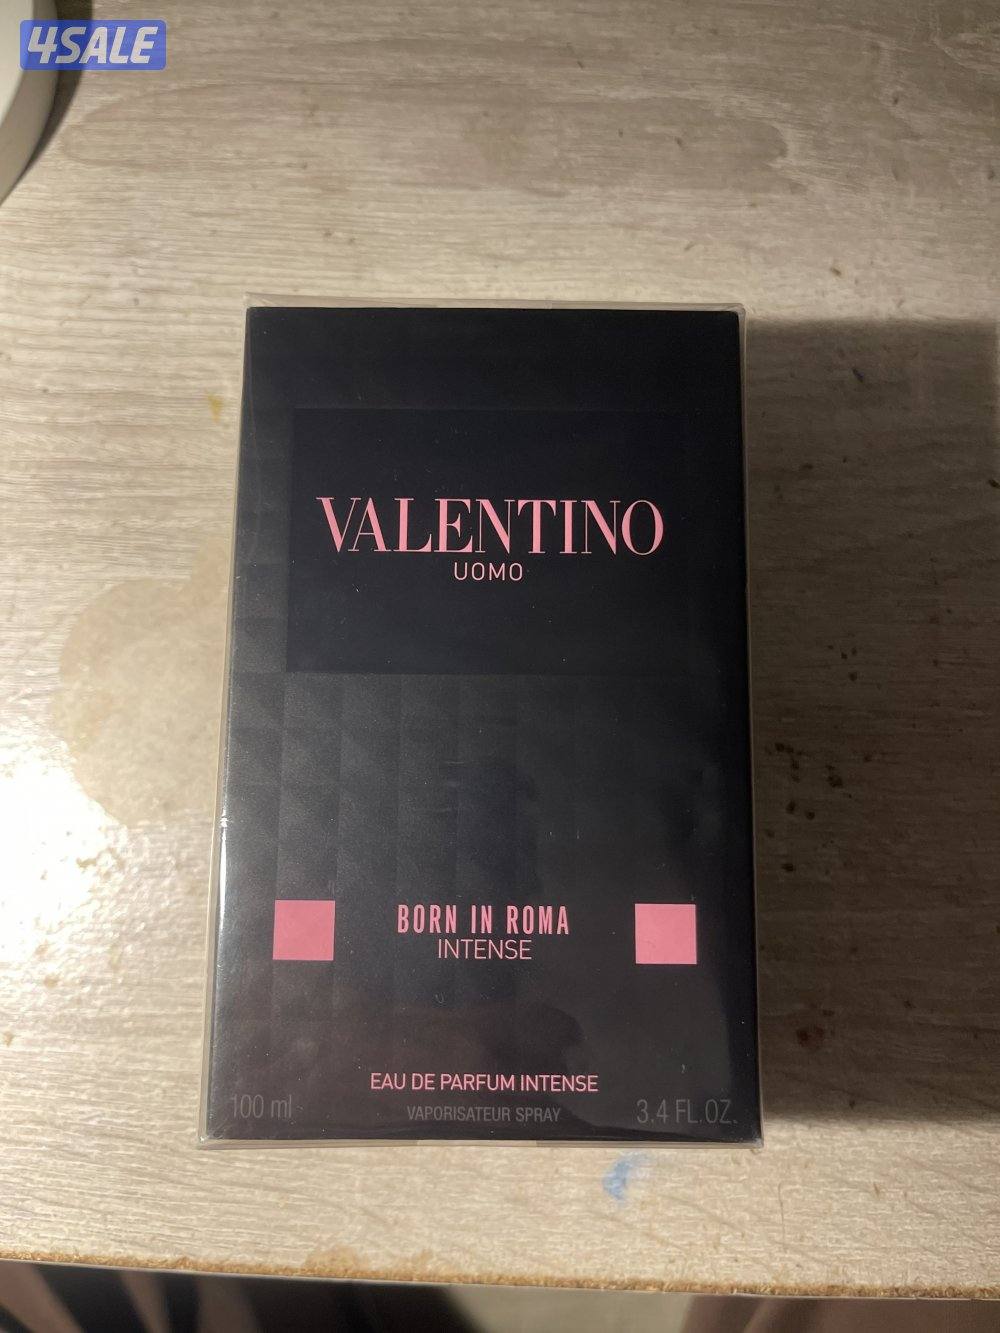 4SALE
VALENTINO
UOMO
BORN IN ROMA
INTENSE
EAU DE PARFUM INTENSE
100 ml VAPORISATEUR SPRAY 3.4 FL.OZ.